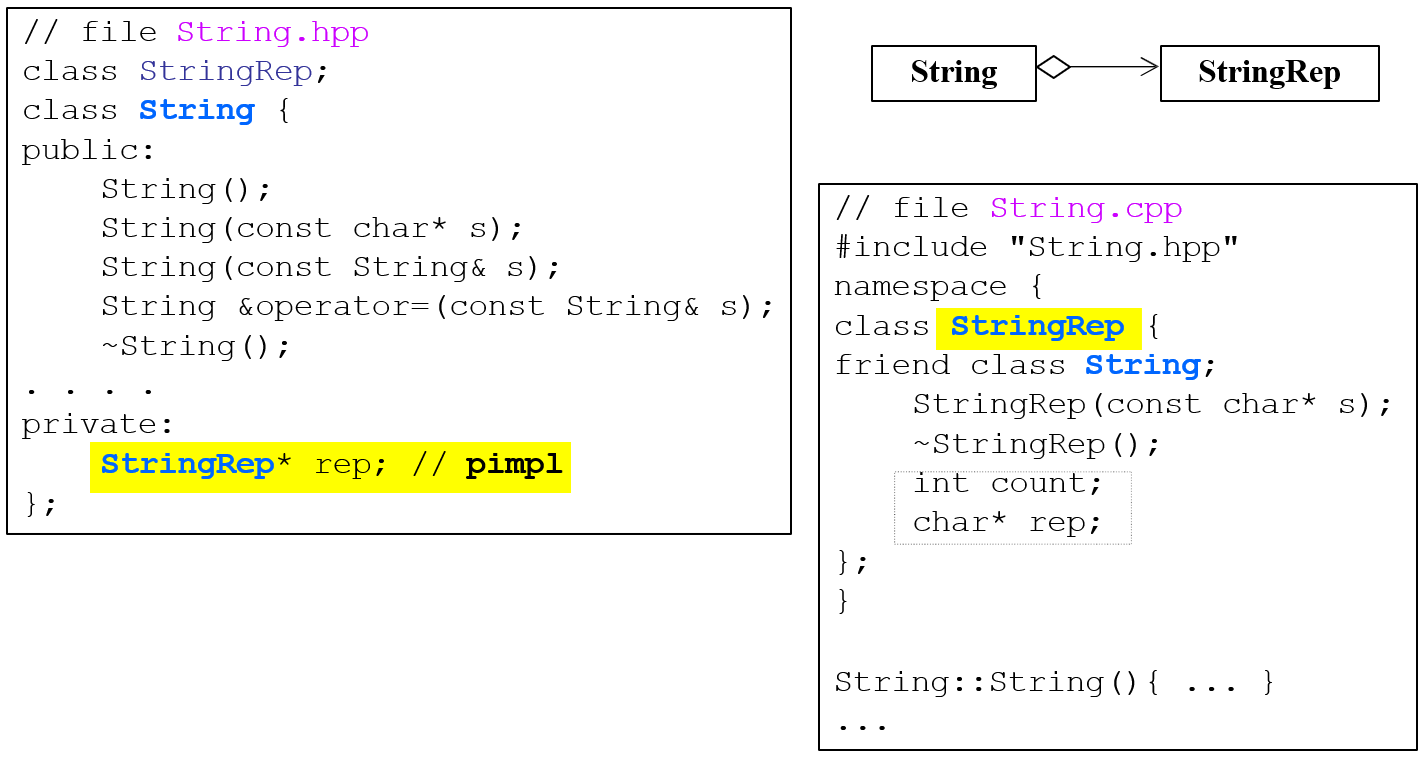 // file String.hpp
class StringRep;
class String {
public:
    String();
    String(const char* s);
    String(const String& s);
    String &operator=(const String& s);
    ~String();
. . . .
private:
    StringRep* rep; // pimpl
};
String
StringRep
// file String.cpp
#include "String.hpp"
namespace {
class StringRep {
friend class String;
    StringRep(const char* s);
    ~StringRep();
    int count;
    char* rep;
};
}
String::String(){ ... }
...